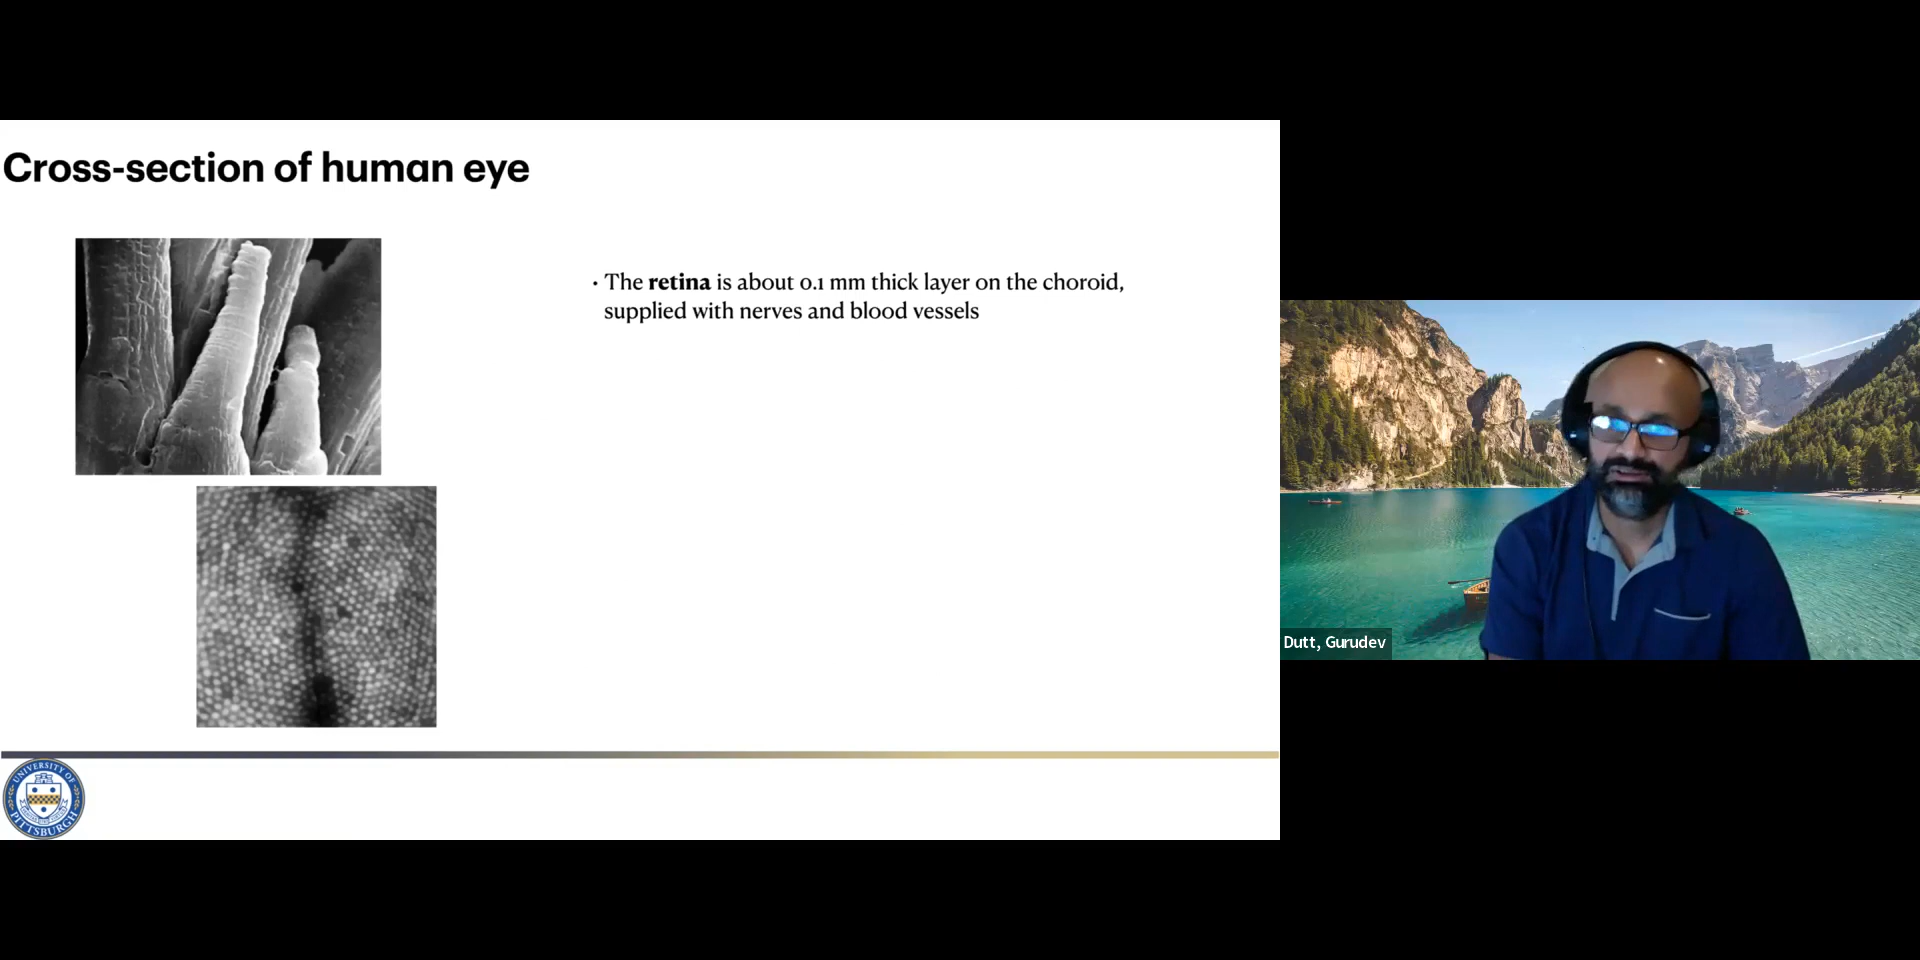 Cross-section of human eye
· The retina is about 0.1 mm thick layer on the choroid,
supplied with nerves and blood vessels
UNIVERSITY OF
PITTSBURGH
Dutt, Gurudev